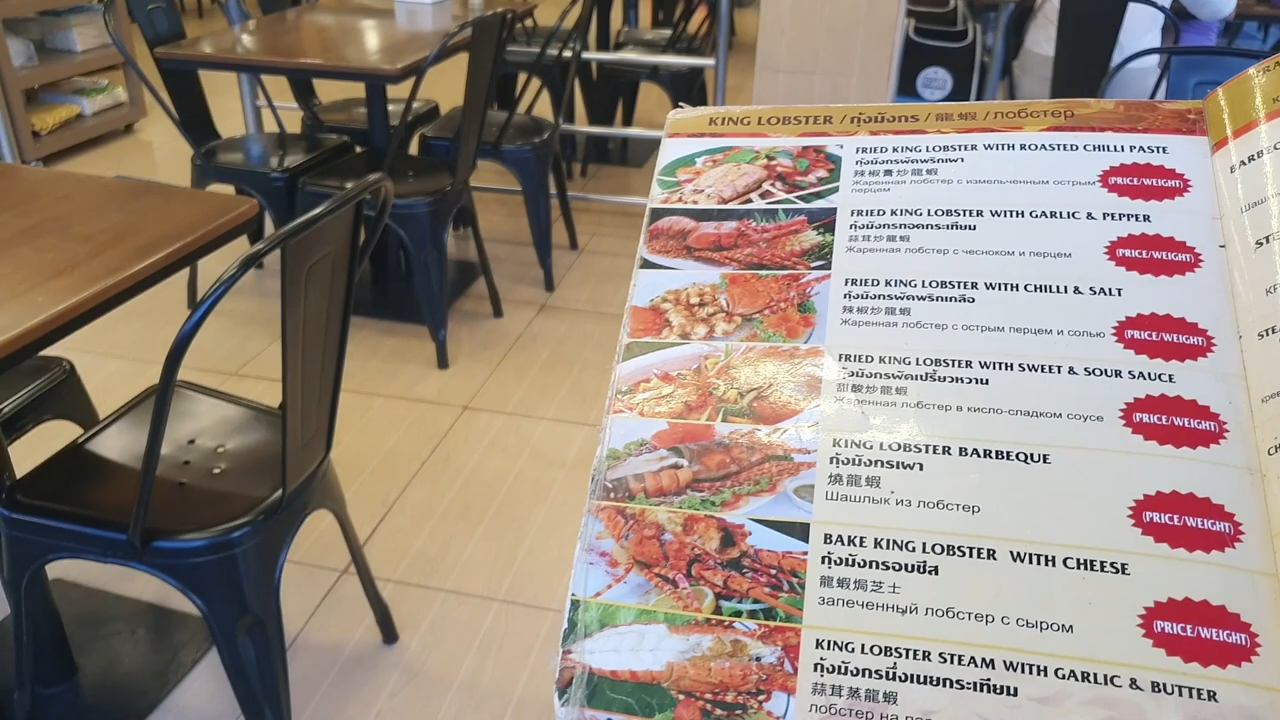 KING LOBSTER / กุ้งมังกร / 龍蝦 / лобстер
FRIED KING LOBSTER WITH ROASTED CHILLI PASTE
กุ้งมังกรผัดพริกเผา
辣椒膏炒龍蝦
Жаренная лобстер с измельченным острым
перцем
(PRICE/WEIGHT)
FRIED KING LOBSTER WITH GARLIC & PEPPER
กุ้งมังกรทอดกระเทียม
蒜茸炒龍蝦
Жаренная лобстер с чесноком и перцем
(PRICE/WEIGHT)
FRIED KING LOBSTER WITH CHILLI & SALT
กุ้งมังกรผัดพริกเกลือ
辣椒炒龍蝦
Жаренная лобстер с острым перцем и солью
(PRICE/WEIGHT)
FRIED KING LOBSTER WITH SWEET & SOUR SAUCE
กุ้งมังกรผัดเปรี้ยวหวาน
甜酸炒龍蝦
Жаренная лобстер в кисло-сладком соусе
(PRICE/WEIGHT)
KING LOBSTER BARBEQUE
กุ้งมังกรเผา
燒龍蝦
Шашлык из лобстер
(PRICE/WEIGHT)
BAKE KING LOBSTER WITH CHEESE
กุ้งมังกรอบชีส
龍蝦焗芝士
запеченный лобстер с сыром
(PRICE/WEIGHT)
KING LOBSTER STEAM WITH GARLIC & BUTTER
กุ้งมังกรนึ่งเนยกระเทียม
蒜茸蒸龍蝦
лобстер на